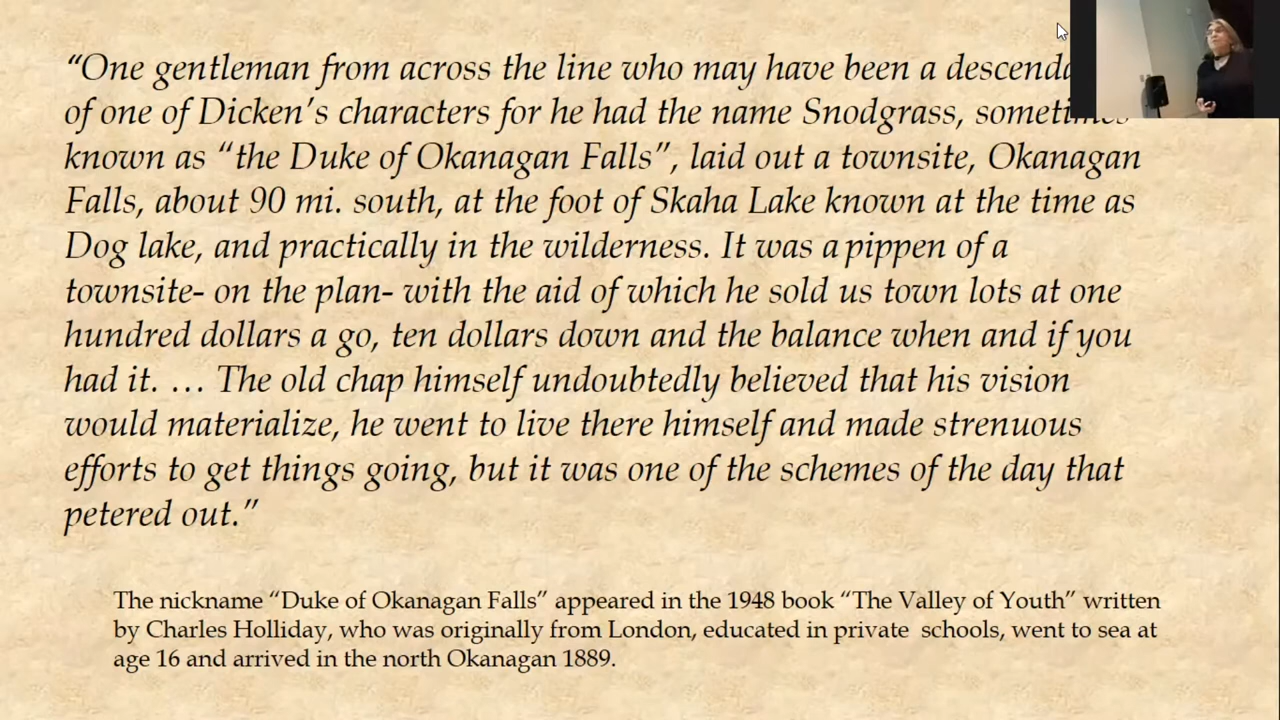 “One gentleman from across the line who may have been a
of one of Dicken’s characters for he had the name Snodgrass,
known as “the Duke of Okanagan Falls”, laid out a townsite, Okanagan
Falls, about 90 mi. south, at the foot of Skaha Lake known at the time as
Dog lake, and practically in the wilderness. It was a pippen of a
townsite- on the plan- with the aid of which he sold us town lots at one
hundred dollars a go, ten dollars down and the balance when and if you
had it. … The old chap himself undoubtedly believed that his vision
would materialize, he went to live there himself and made strenuous
efforts to get things going, but it was one of the schemes of the day that
petered out.”
The nickname “Duke of Okanagan Falls” appeared in the 1948 book “The Valley of Youth” written
by Charles Holliday, who was originally from London, educated in private schools, went to sea at
age 16 and arrived in the north Okanagan 1889.